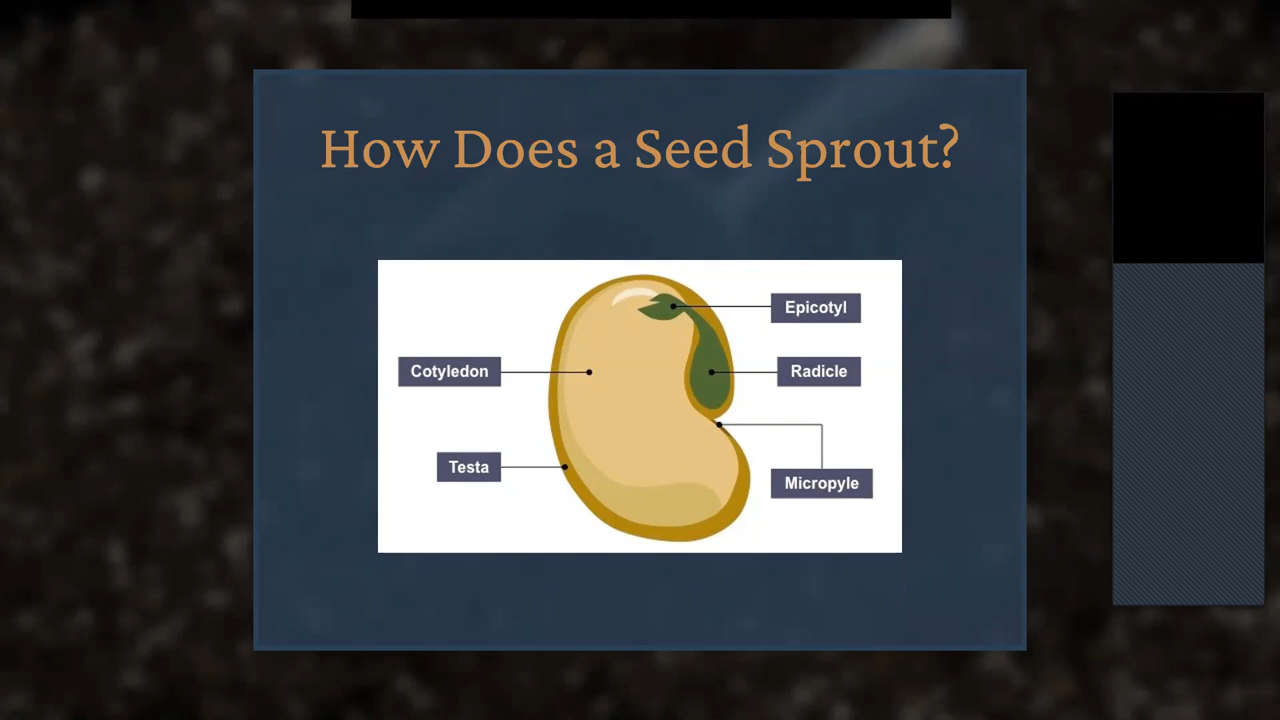 How Does a Seed Sprout?
Epicotyl
Cotyledon
Radicle
Testa
Micropyle